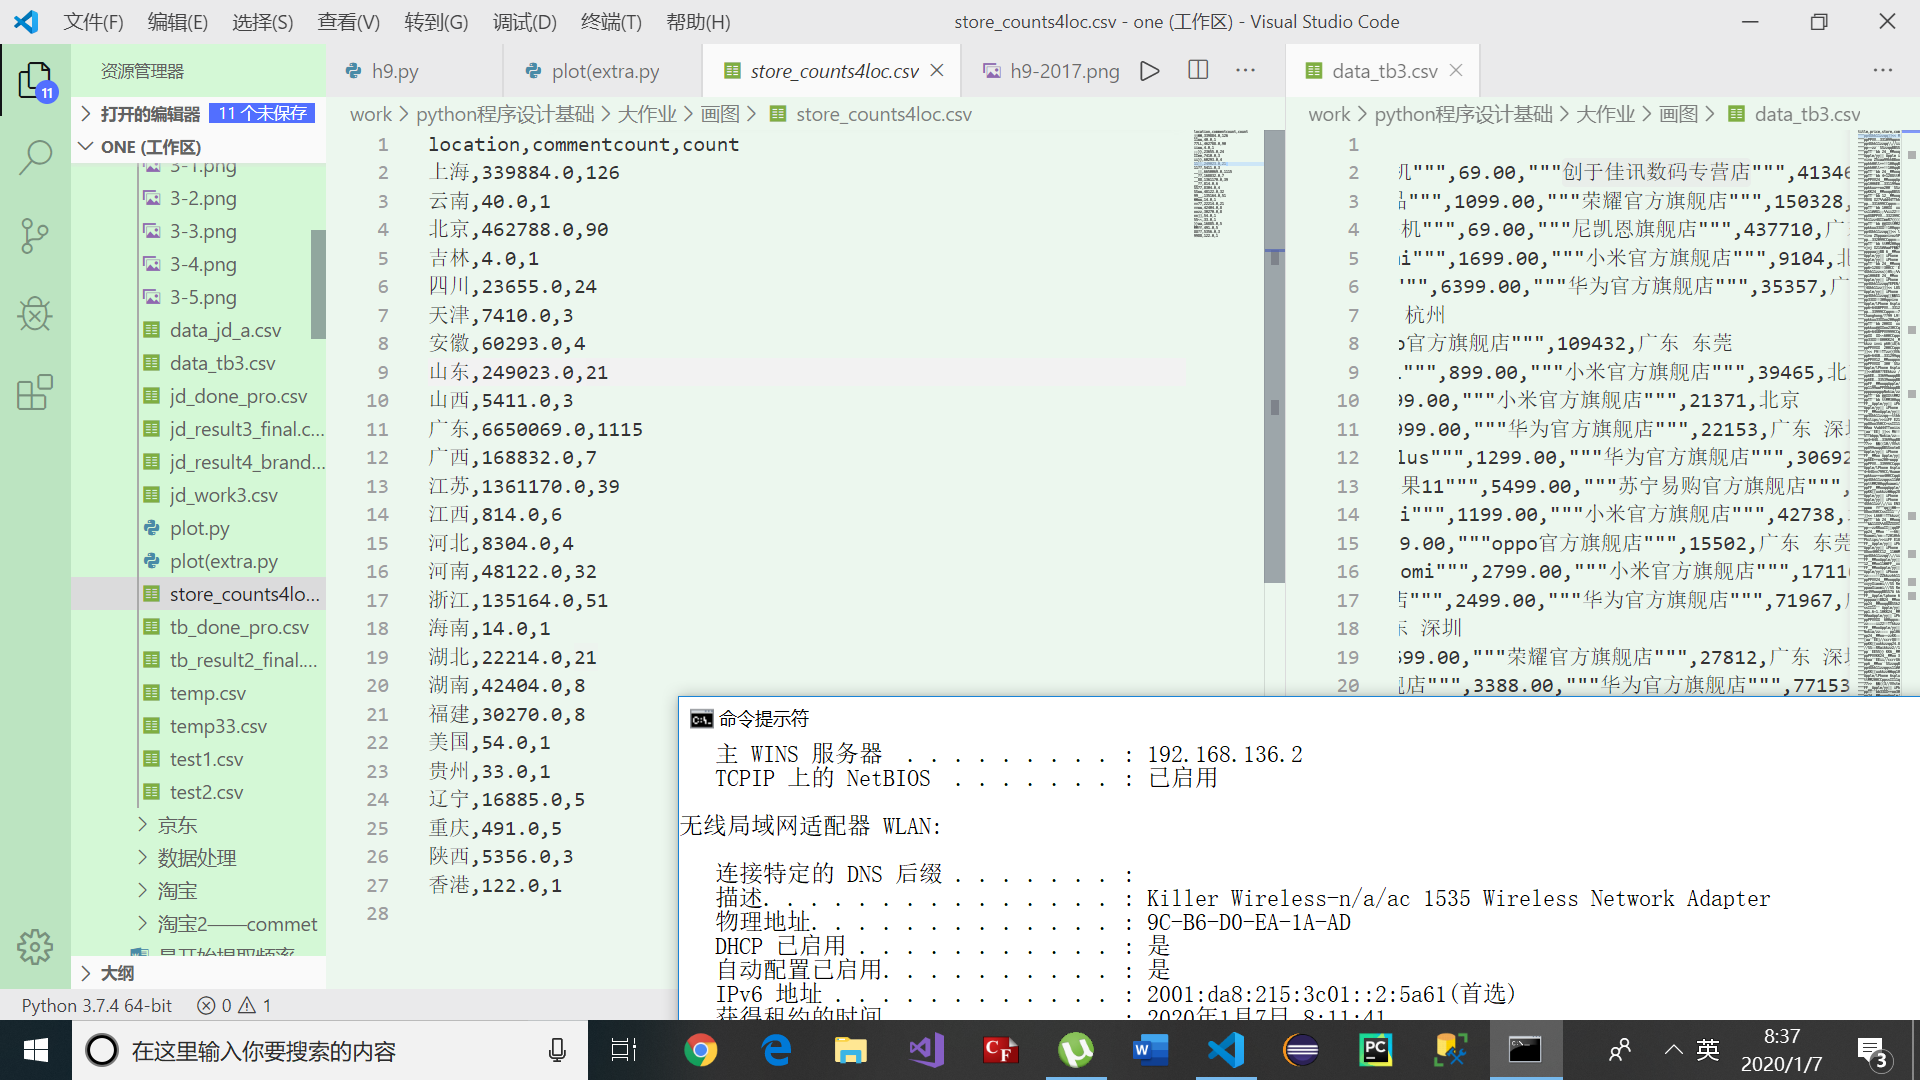 文件(F) 编辑(E) 选择(S) 查看(V) 转到(G) 调试(D) 终端(T) 帮助(H) store_counts4loc.csv - one (工作区) - Visual Studio Code
资源管理器 h9.py plot(extra.py store_counts4loc.csv h9-2017.png data_tb3.csv
11
打开的编辑器 11 个未保存
ONE (工作区)
3-1.png
3-2.png
3-3.png
3-4.png
3-5.png
data_jd_a.csv
data_tb3.csv
jd_done_pro.csv
jd_result3_final.c...
jd_result4_brand...
jd_work3.csv
plot.py
plot(extra.py
store_counts4lo...
tb_done_pro.csv
tb_result2_final....
temp.csv
temp33.csv
test1.csv
test2.csv
京东
数据处理
淘宝
淘宝2——commet
大纲
work > python程序设计基础 > 大作业 > 画图 > store_counts4loc.csv
1 location,commentcount,count
2 上海,339884.0,126
3 云南,40.0,1
4 北京,462788.0,90
5 吉林,4.0,1
6 四川,23655.0,24
7 天津,7410.0,3
8 安徽,60293.0,4
9 山东,249023.0,21
10 山西,5411.0,3
11 广东,6650069.0,1115
12 广西,168832.0,7
13 江苏,1361170.0,39
14 江西,814.0,6
15 河北,8304.0,4
16 河南,48122.0,32
17 浙江,135164.0,51
18 海南,14.0,1
19 湖北,22214.0,21
20 湖南,42404.0,8
21 福建,30270.0,8
22 美国,54.0,1
23 贵州,33.0,1
24 辽宁,16885.0,5
25 重庆,491.0,5
26 陕西,5356.0,3
27 香港,122.0,1
28
work > python程序设计基础 > 大作业 > 画图 > data_tb3.csv
1
2 机""",69.00,"""创于佳讯数码专营店""",41346
3 """,1099.00,"""荣耀官方旗舰店""",150328,
4 机""",69.00,"""尼凯恩旗舰店""",437710,广
5 i""",1699.00,"""小米官方旗舰店""",9104,北
6 """,6399.00,"""华为官方旗舰店""",35357,广
7 杭州
8 o官方旗舰店""",109432,广东 东莞
9 """,899.00,"""小米官方旗舰店""",39465,北
10 99.00,"""小米官方旗舰店""",21371,北京
11 999.00,"""华为官方旗舰店""",22153,广东 深圳
12 lus""",1299.00,"""华为官方旗舰店""",30692
13 果11""",5499.00,"""苏宁易购官方旗舰店""",
14 i""",1199.00,"""小米官方旗舰店""",42738,
15 9.00,"""oppo官方旗舰店""",15502,广东 东莞
16 omi""",2799.00,"""小米官方旗舰店""",1711
17 """,2499.00,"""华为官方旗舰店""",71967,
18 东 深圳
19 699.00,"""荣耀官方旗舰店""",27812,广东 深圳
20 舰店""",3388.00,"""华为官方旗舰店""",77153
命令提示符
主 WINS 服务器 . . . . . . . . . : 192.168.136.2
TCPIP 上的 NetBIOS . . . . . . . : 已启用
无线局域网适配器 WLAN:
连接特定的 DNS 后缀 . . . . . . . :
描述. . . . . . . . . . . . . . . : Killer Wireless-n/a/ac 1535 Wireless Network Adapter
物理地址. . . . . . . . . . . . . : 9C-B6-D0-EA-1A-AD
DHCP 已启用 . . . . . . . . . . . : 是
自动配置已启用. . . . . . . . . . : 是
IPv6 地址 . . . . . . . . . . . . : 2001:da8:215:3c01::2:5a61(首选)
获得租约的时间 . . . . . . . . . : 2020年1月7日 8:11:41
Python 3.7.4 64-bit 0 1
在这里输入你要搜索的内容
英
8:37
2020/1/7
3